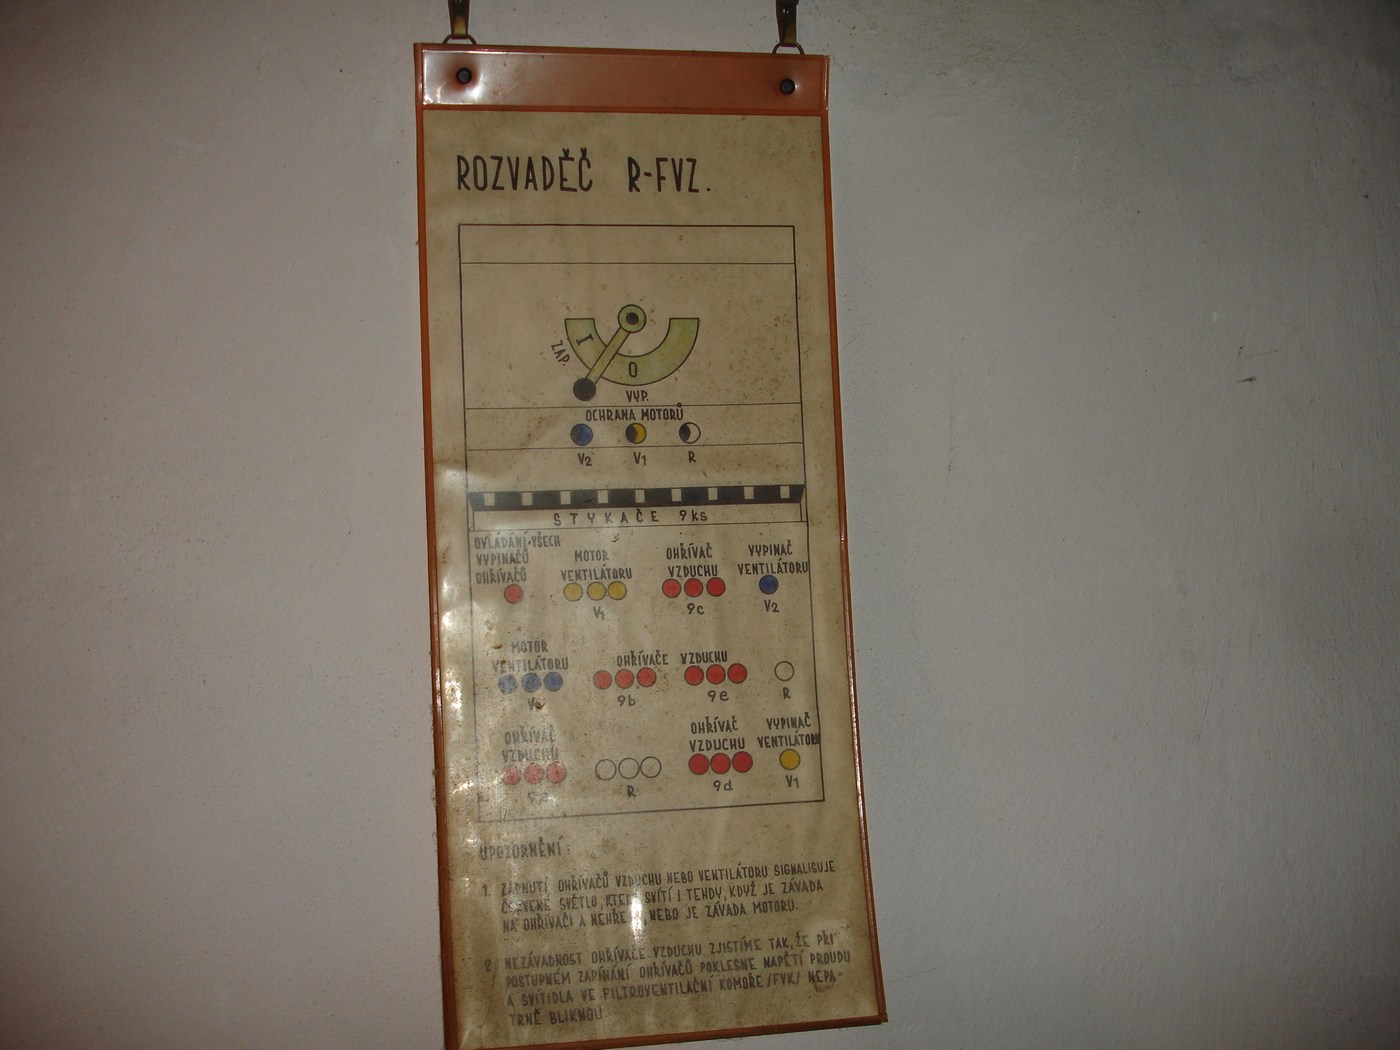 ROZVADĚČ R-FVZ.
I
ZAP.
O
VYP.
OCHRANA MOTORŮ
V2 V1 R
STYKAČE 9ks
OVLÁDÁNÍ VŠECH
VYPINAČŮ
OHŘÍVAČŮ
MOTOR
VENTILÁTORU
V1
OHŘÍVAČ
VZDUCHU
9c
VYPINAČ
VENTILÁTORU
V2
MOTOR
VENTILÁTORU
OHŘÍVAČE VZDUCHU
9b 9e R
OHŘÍVAČ
VZDUCHU
R
OHŘÍVAČ
VZDUCHU
9d
VYPINAČ
VENTILÁTORU
V1
UPOZORNĚNÍ:
1. ZAPNUTÍ OHŘÍVAČŮ VZDUCHU NEBO VENTILÁTORU SIGNALISUJE
ČERVENÉ SVĚTLO, KTERÉ SVÍTÍ I TEHDY, KDYŽ JE ZÁVADA
NA OHŘÍVAČI A NEHŘEJE, NEBO JE ZÁVADA MOTORU.
2. NEZÁVADNOST OHŘÍVAČE VZDUCHU ZJISTÍME TAK, ŽE PŘI
POSTUPNÉM ZAPÍNÁNÍ OHŘÍVAČŮ POKLESNE NAPĚTÍ PROUDU
A SVÍTIDLA VE FILTROVENTILAČNÍ KOMOŘE /FVK/ NEPA-
TRNĚ BLIKNOU.